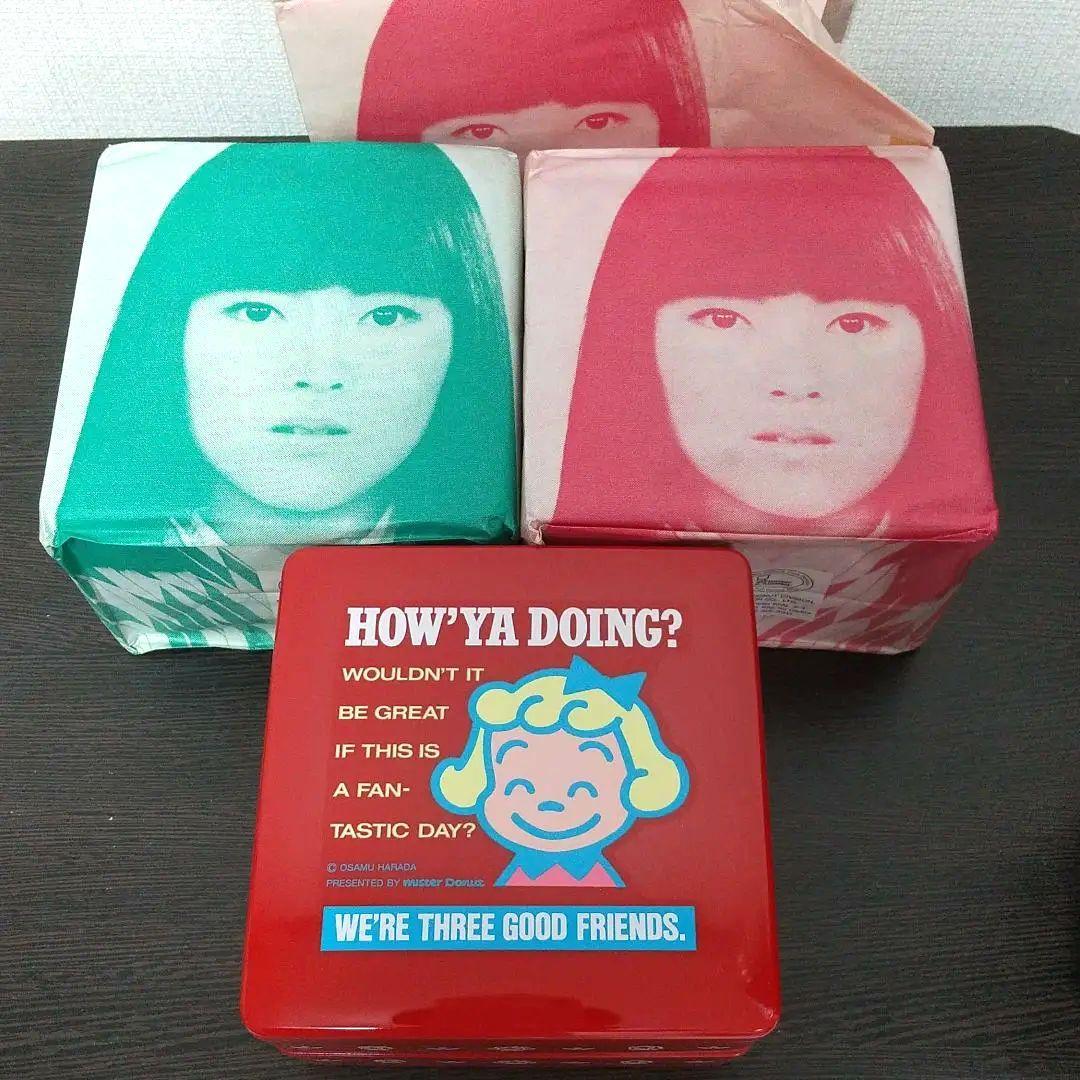 HOW'YA DOING?
WOULDN'T IT
BE GREAT
IF THIS IS
A FAN-
TASTIC DAY?
© OSAMU HARADA
PRESENTED BY mister Donut
WE'RE THREE GOOD FRIENDS.